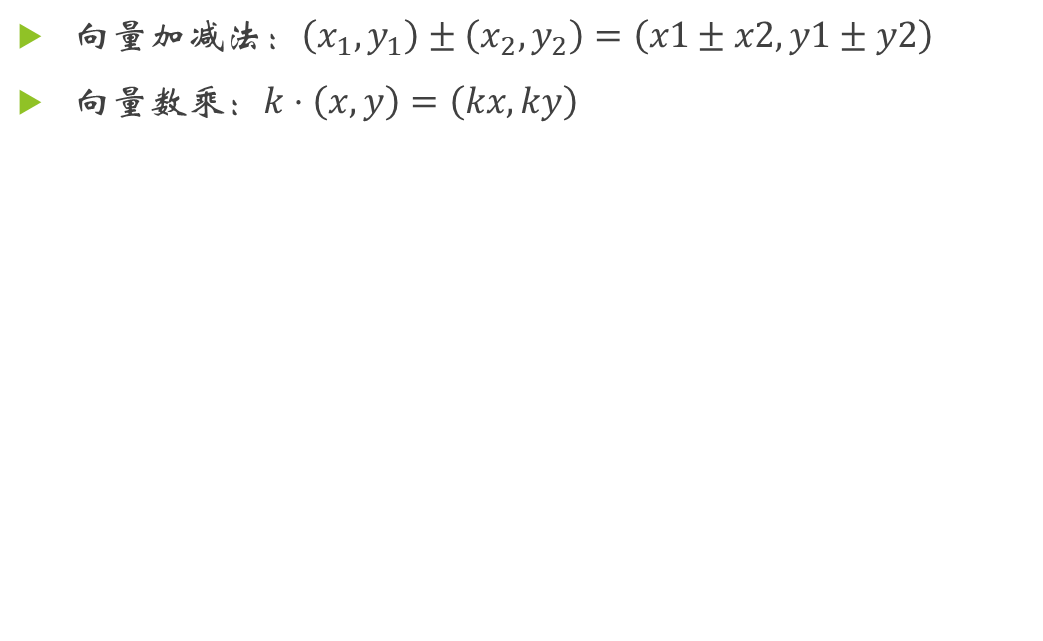 向量加减法：(x₁,y₁) ± (x₂,y₂) = (x1 ± x2, y1 ± y2)
向量数乘：k · (x,y) = (kx,ky)